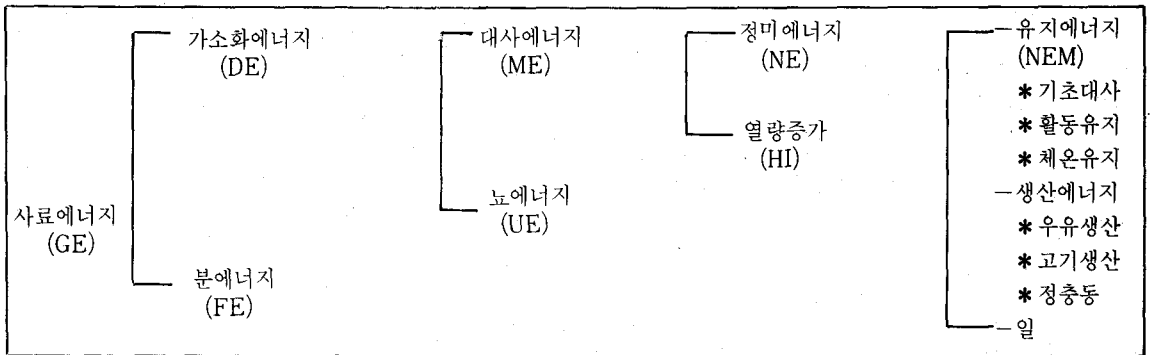 가소화에너지
(DE)
대사에너지
(ME)
정미에너지
(NE)
열량증가
(HI)
뇨에너지
(UE)
사료에너지
(GE)
분에너지
(FE)
—유지에너지
(NEM)
*기초대사
*활동유지
*체온유지
—생산에너지
*우유생산
*고기생산
*정충동
—일